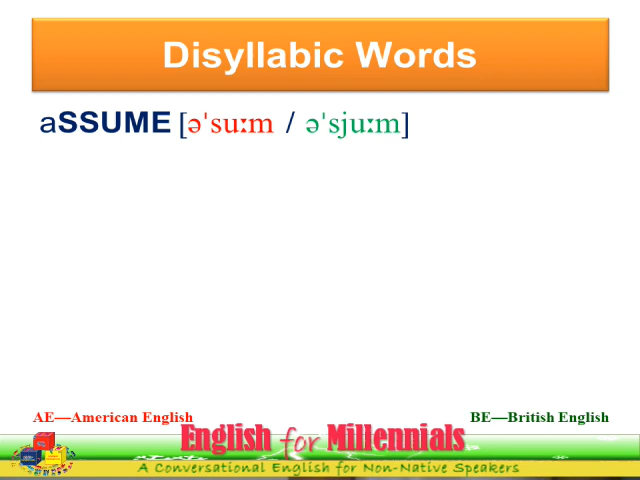 Disyllabic Words
aSSUME [əˈsuːm / əˈsjuːm]
AE—American English
BE—British English
English for Millennials
A Conversational English for Non-Native Speakers